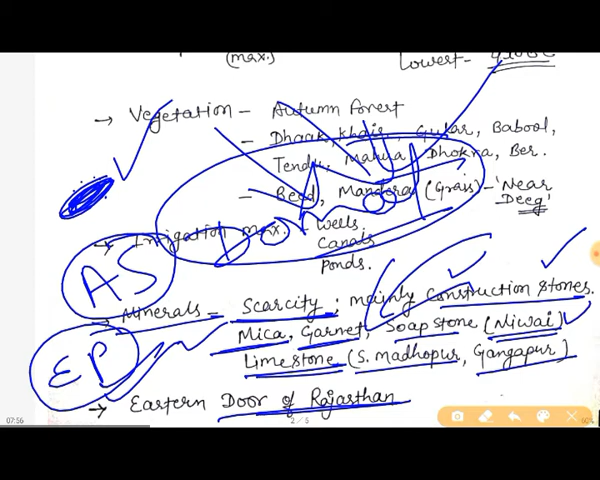 (max.) Lowest-
→ Vegetation - Autumn Forest
- Dhaak, Khair, Gular, Babool,
Tendu, Mahua, Dhokra, Ber.
- Beed, (Grass) - 'Near
Deeg'
→ Irrigation max. - Wells.
Canals
Ponds.
AS
→ Minerals - Scarcity; mainly Construction stones.
Mica, Garnet, Soap stone (Niwai)
Limestone (S. Madhopur, Gangapur)
EP
→ Eastern Door of Rajasthan
07:56 2 / 5